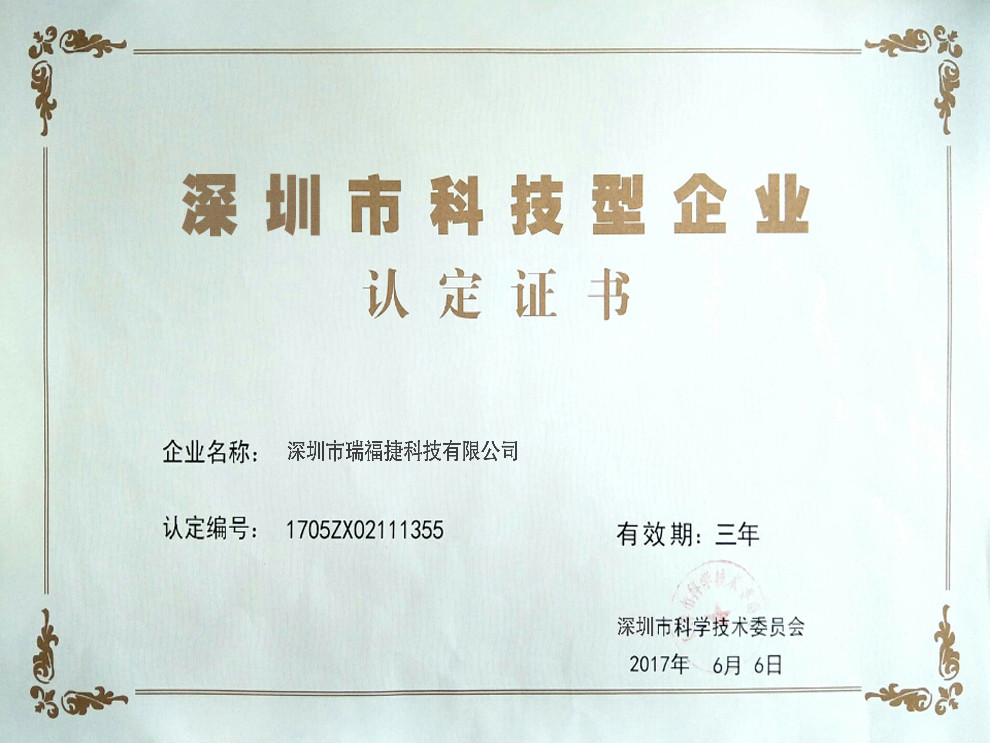 深圳市科技型企业
认定证书
企业名称： 深圳市瑞福捷科技有限公司
认定编号： 1705ZX02111355
有效期：三年
深圳市科学技术委员会
2017年 6月 6日